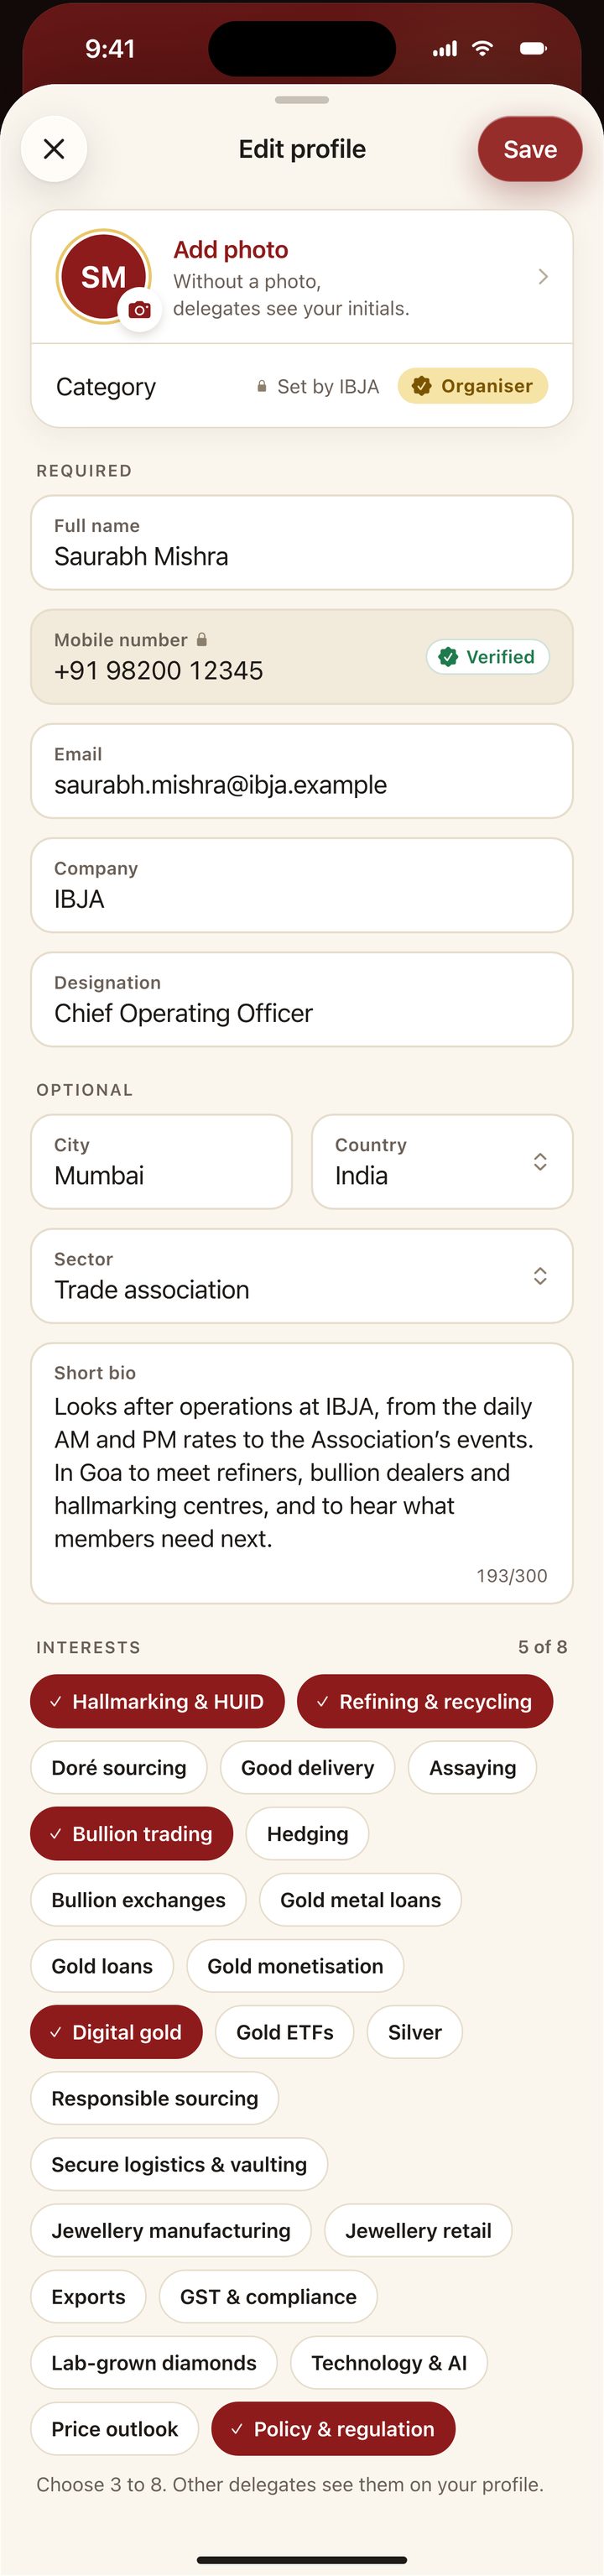 9:41
Edit profile
Save
SM
Add photo
Without a photo,
delegates see your initials.
Category
Set by IBJA
Organiser
REQUIRED
Full name
Saurabh Mishra
Mobile number
+91 98200 12345
Verified
Email
saurabh.mishra@ibja.example
Company
IBJA
Designation
Chief Operating Officer
OPTIONAL
City
Mumbai
Country
India
Sector
Trade association
Short bio
Looks after operations at IBJA, from the daily
AM and PM rates to the Association’s events.
In Goa to meet refiners, bullion dealers and
hallmarking centres, and to hear what
members need next.
193/300
INTERESTS 5 of 8
Hallmarking & HUID Refining & recycling
Doré sourcing Good delivery Assaying
Bullion trading Hedging
Bullion exchanges Gold metal loans
Gold loans Gold monetisation
Digital gold Gold ETFs Silver
Responsible sourcing
Secure logistics & vaulting
Jewellery manufacturing Jewellery retail
Exports GST & compliance
Lab-grown diamonds Technology & AI
Price outlook Policy & regulation
Choose 3 to 8. Other delegates see them on your profile.